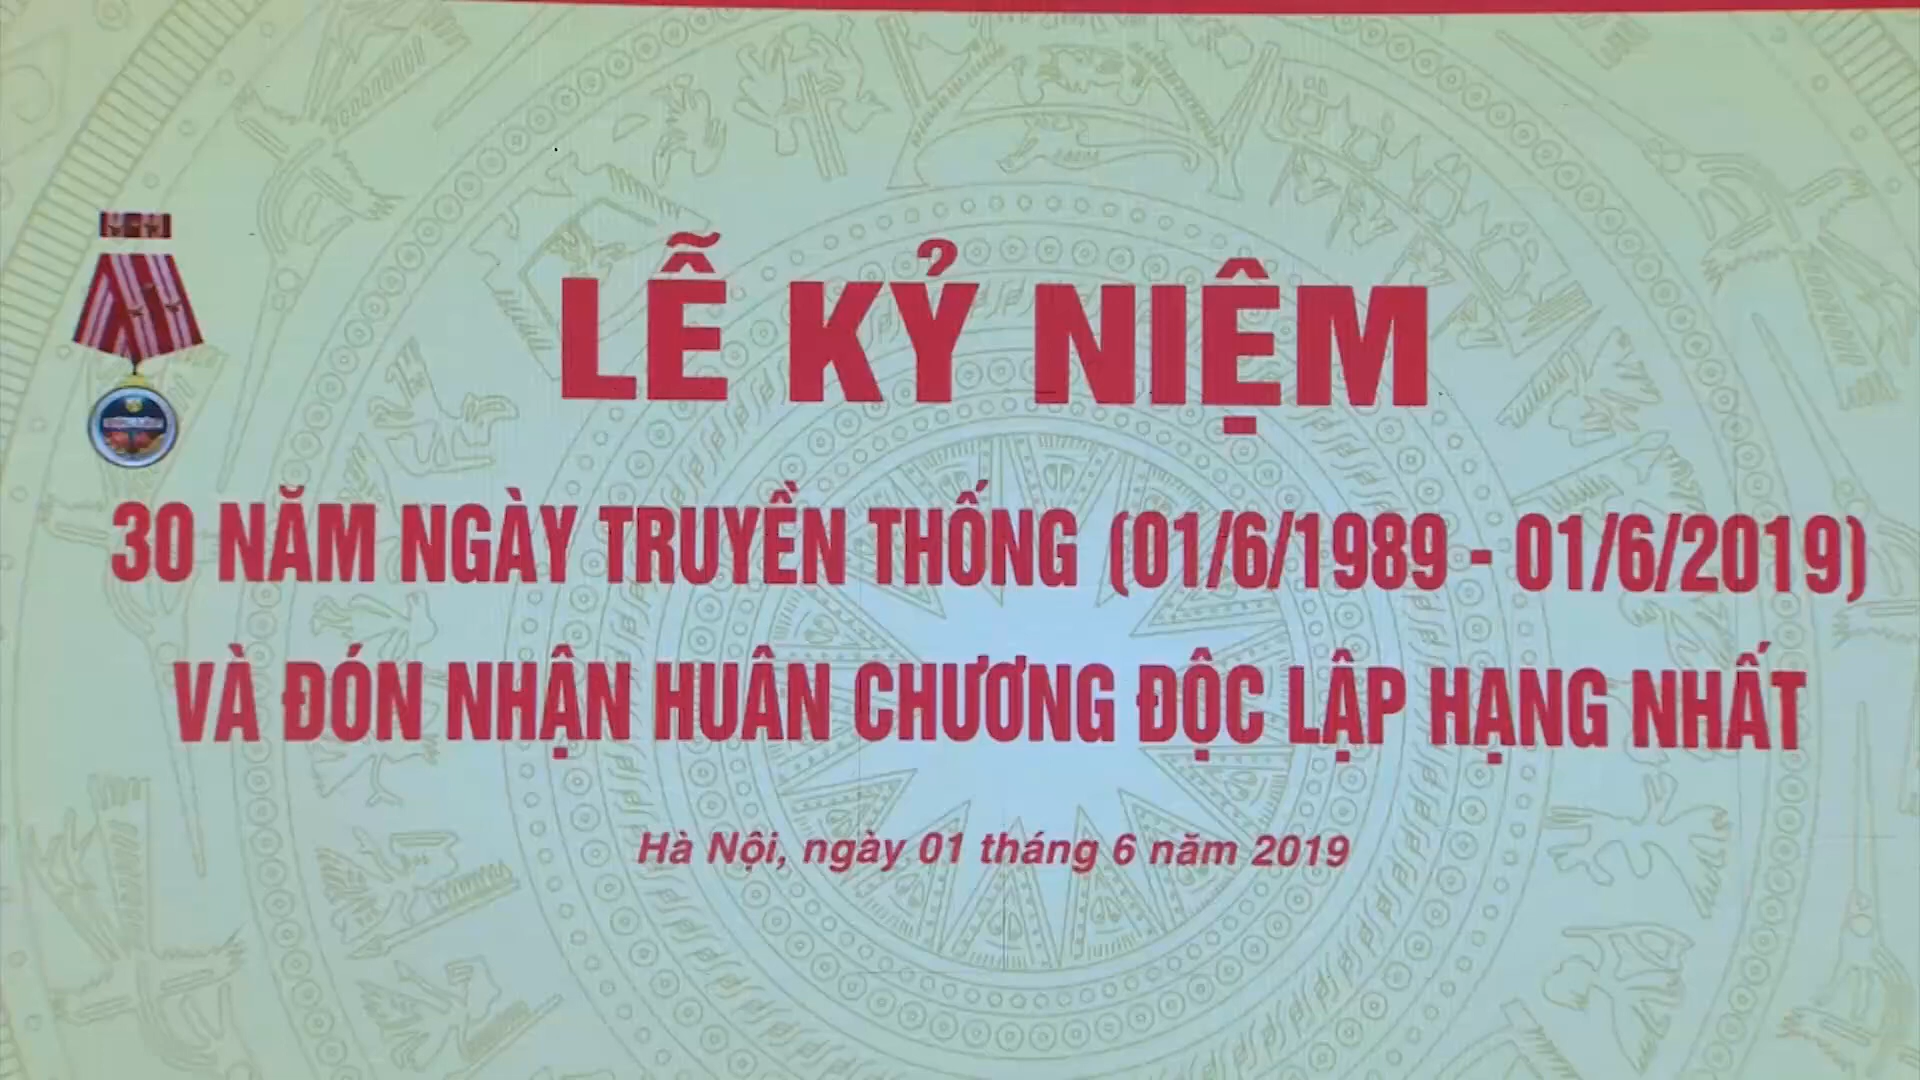 LỄ KỶ NIỆM
30 NĂM NGÀY TRUYỀN THỐNG (01/6/1989 - 01/6/2019)
VÀ ĐÓN NHẬN HUÂN CHƯƠNG ĐỘC LẬP HẠNG NHẤT
Hà Nội, ngày 01 tháng 6 năm 2019